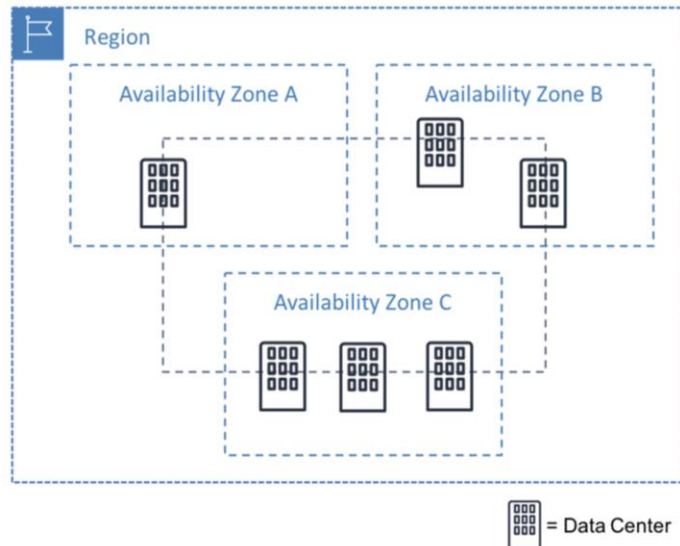 Region
Availability Zone A
Availability Zone B
Availability Zone C
= Data Center